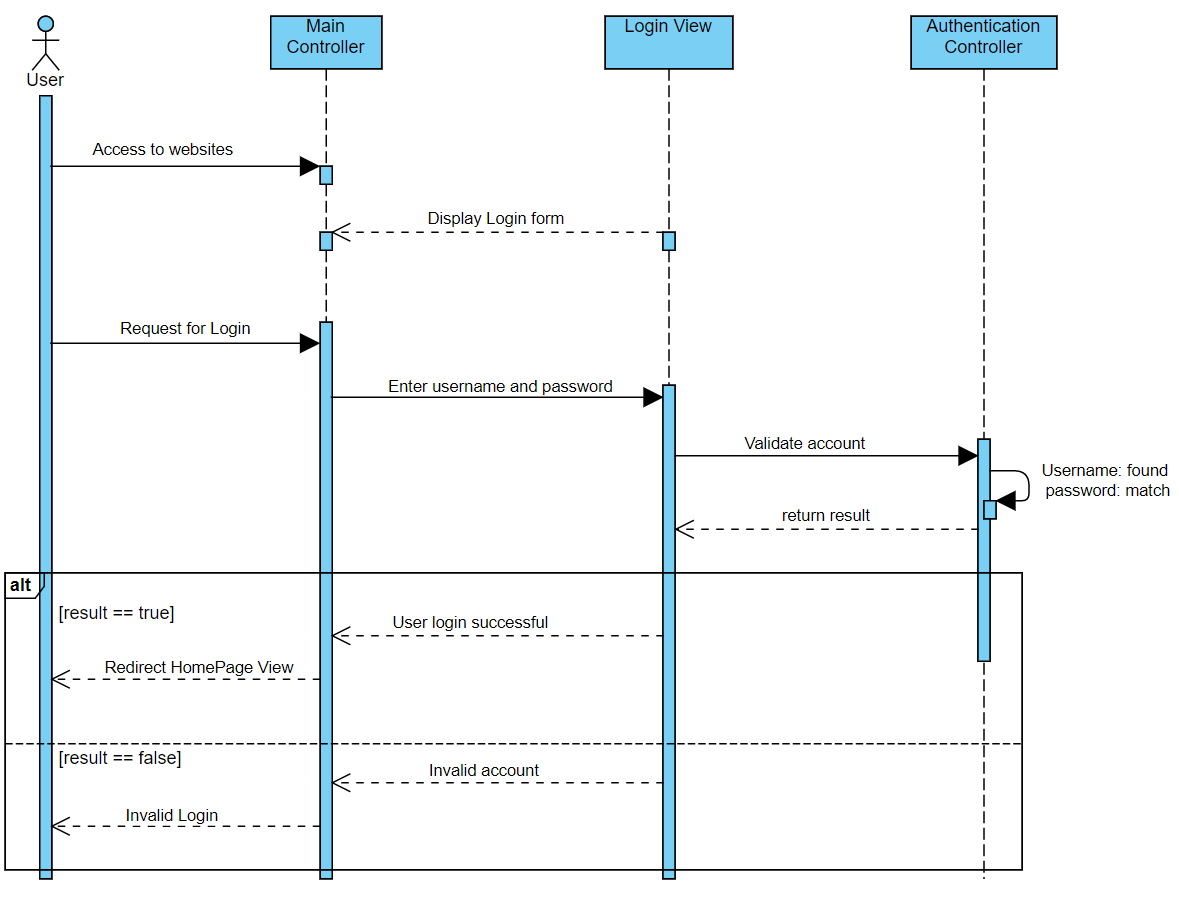 User
Main
Controller
Login View
Authentication
Controller
Access to websites
Display Login form
Request for Login
Enter username and password
Validate account
Username: found
password: match
return result
alt
[result == true]
User login successful
Redirect HomePage View
[result == false]
Invalid account
Invalid Login